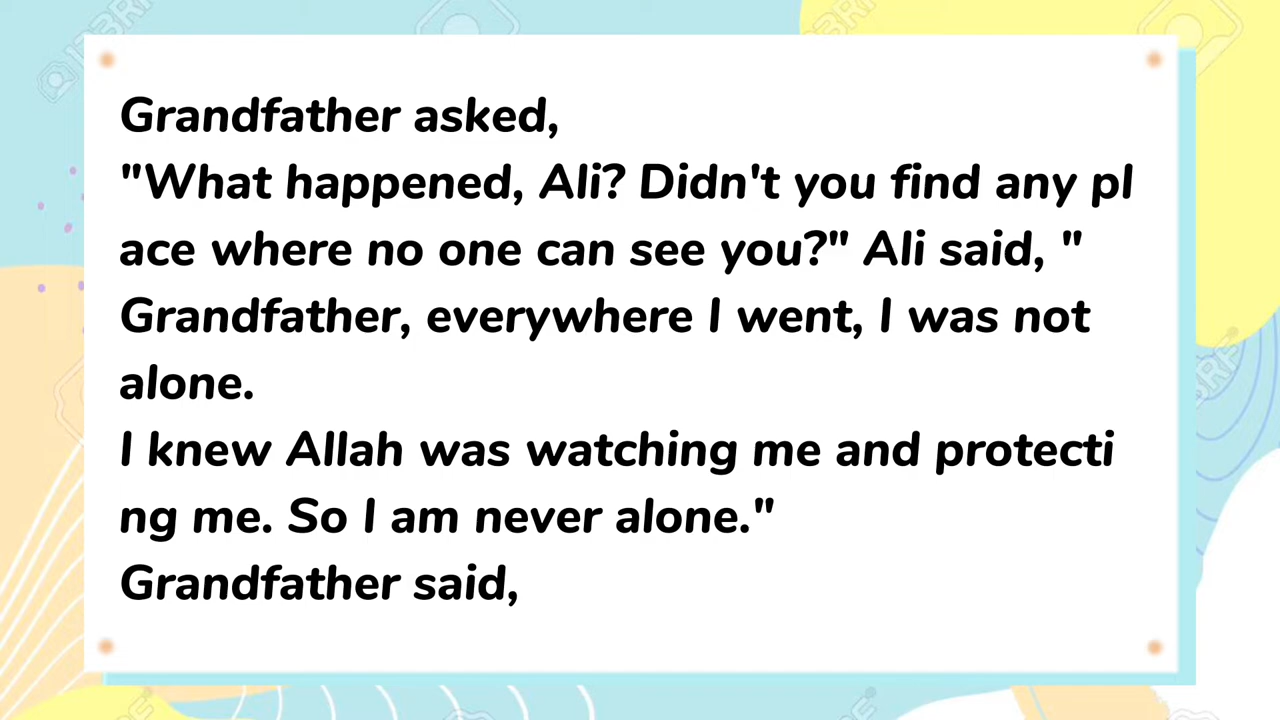 Grandfather asked,
"What happened, Ali? Didn't you find any pl
ace where no one can see you?" Ali said, "
Grandfather, everywhere I went, I was not
alone.
I knew Allah was watching me and protecti
ng me. So I am never alone."
Grandfather said,